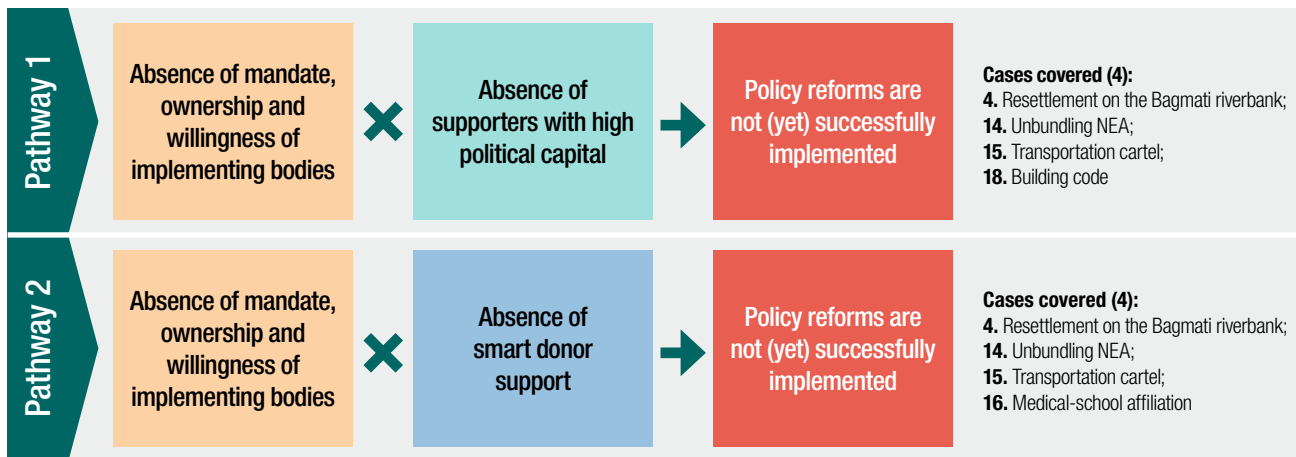 Pathway 1
Absence of mandate,
ownership and
willingness of
implementing bodies
Absence of
supporters with high
political capital
Policy reforms are
not (yet) successfully
implemented
Cases covered (4):
4. Resettlement on the Bagmati riverbank;
14. Unbundling NEA;
15. Transportation cartel;
18. Building code
Pathway 2
Absence of mandate,
ownership and
willingness of
implementing bodies
Absence of
smart donor
support
Policy reforms are
not (yet) successfully
implemented
Cases covered (4):
4. Resettlement on the Bagmati riverbank;
14. Unbundling NEA;
15. Transportation cartel;
16. Medical-school affiliation